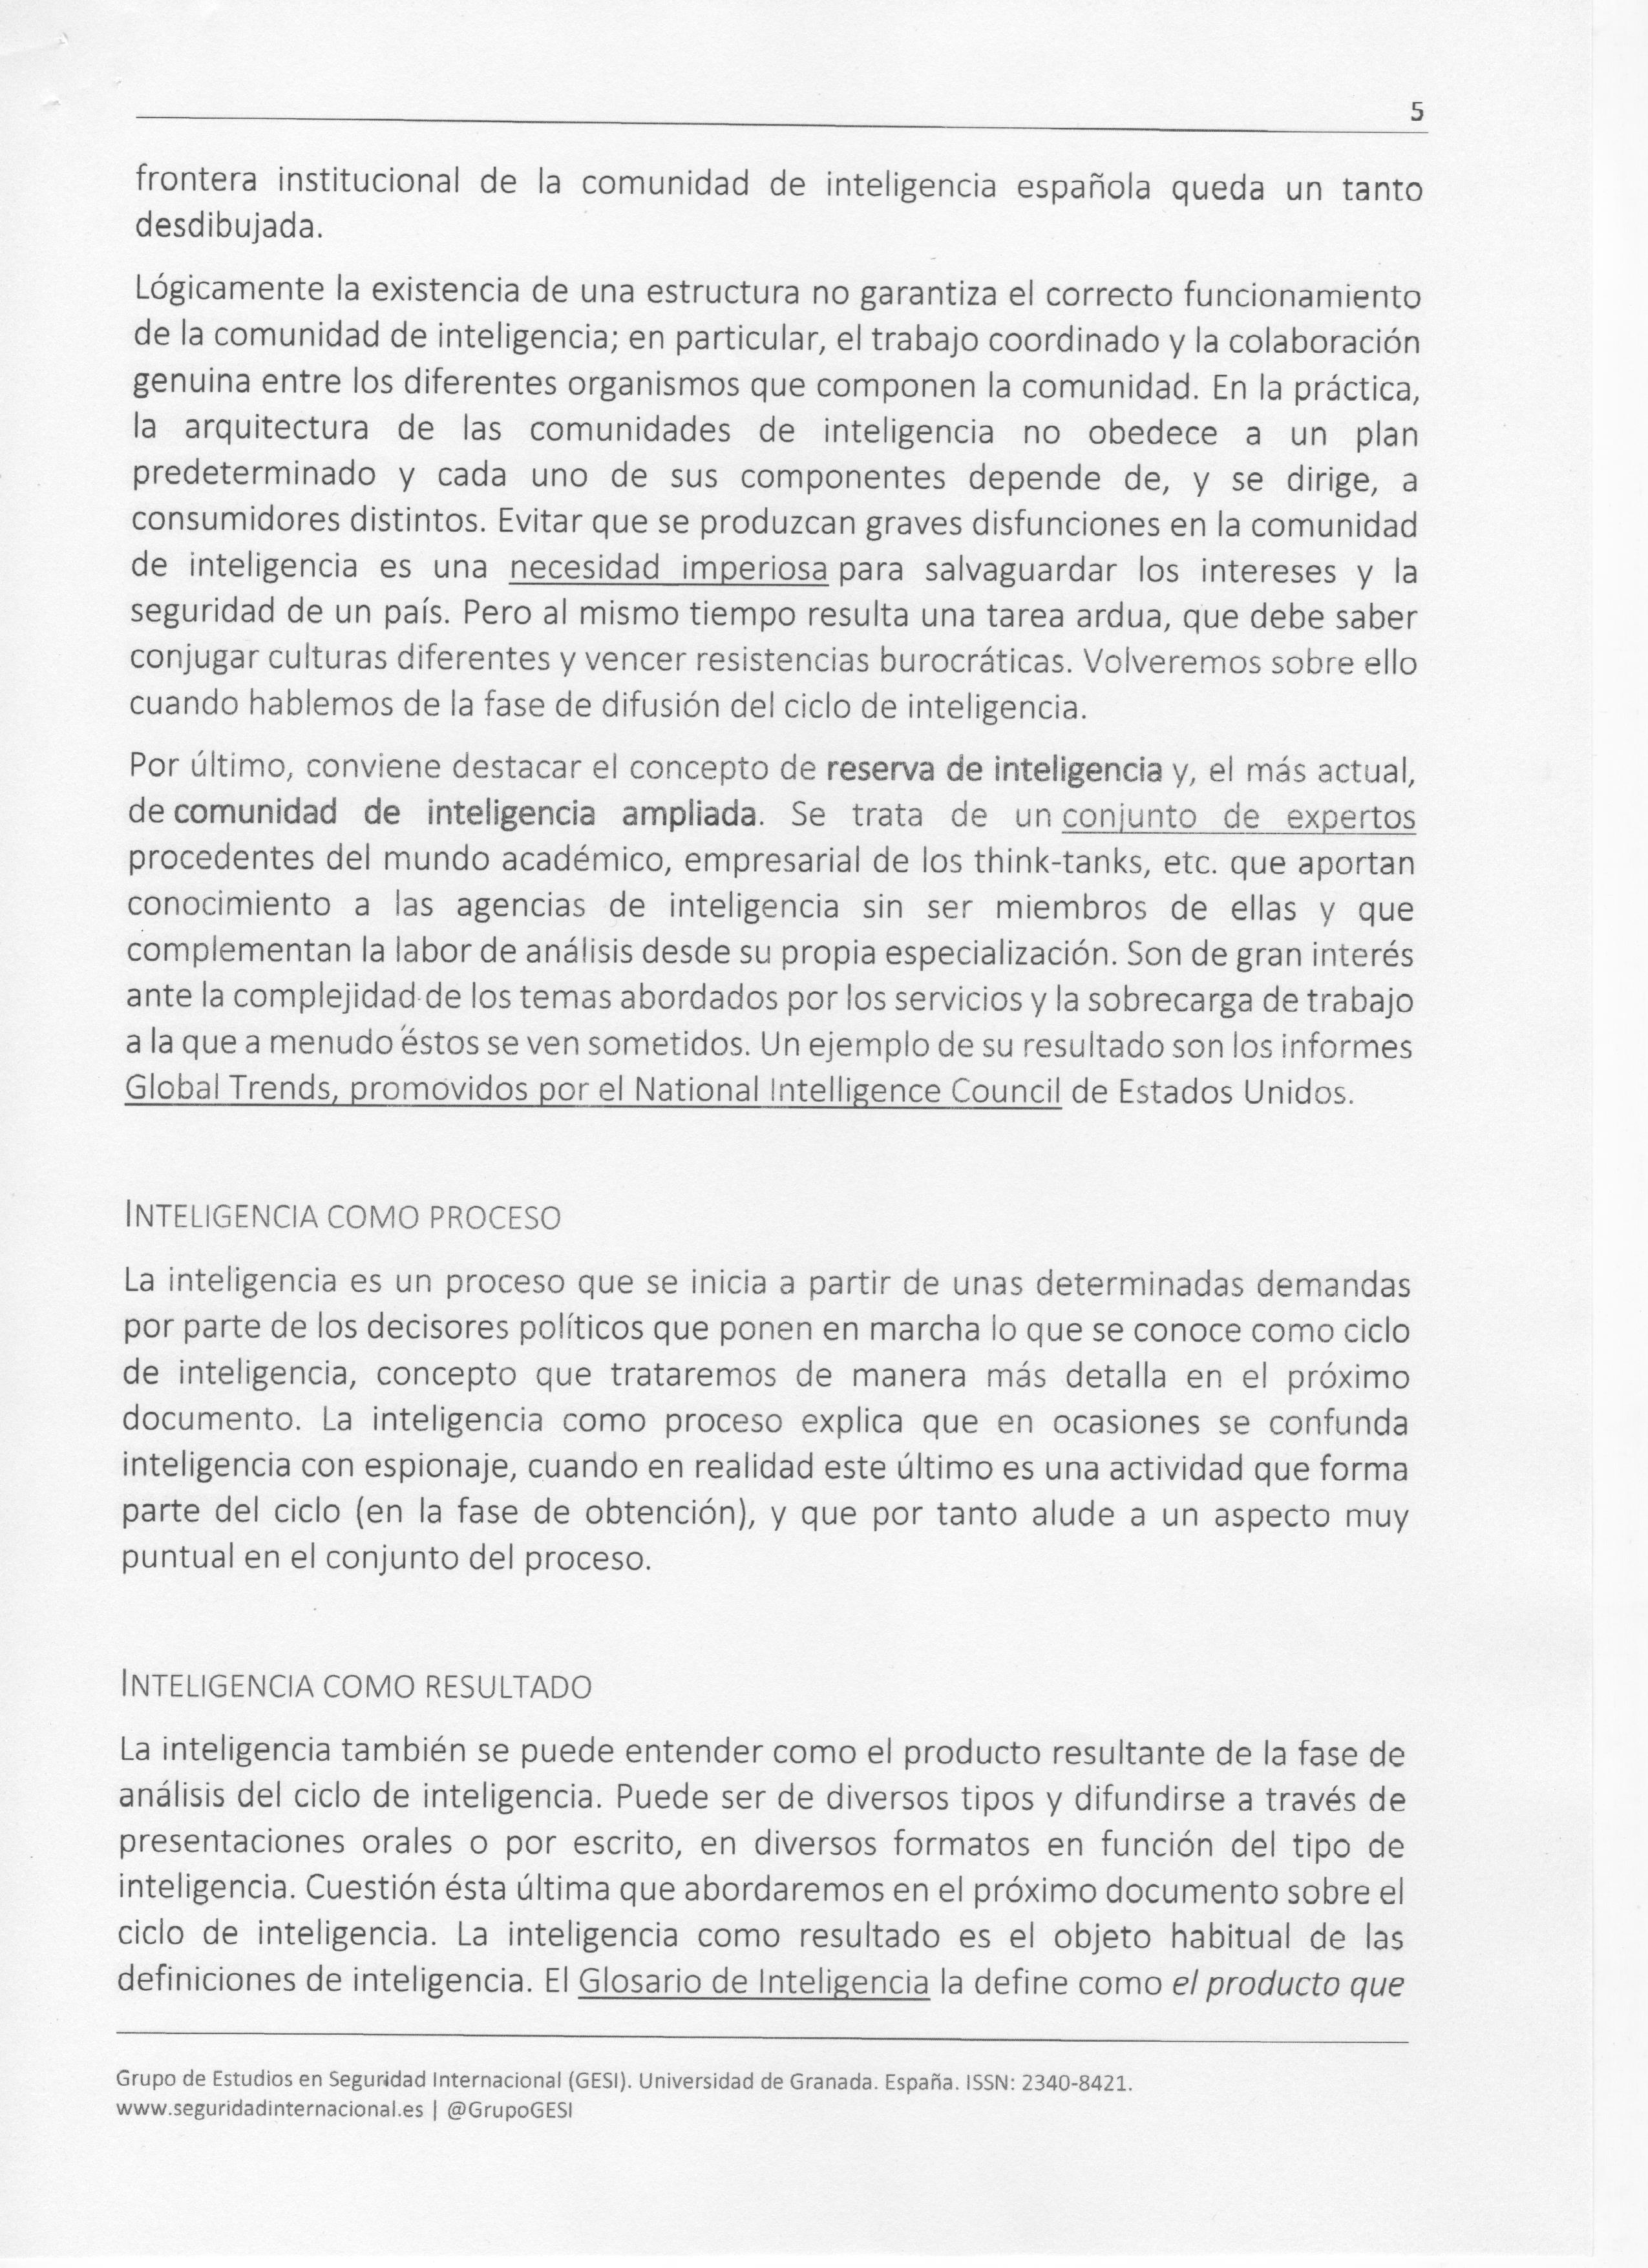 5
frontera institucional de la comunidad de inteligencia española queda un tanto
desdibujada.
Lógicamente la existencia de una estructura no garantiza el correcto funcionamiento
de la comunidad de inteligencia; en particular, el trabajo coordinado y la colaboración
genuina entre los diferentes organismos que componen la comunidad. En la práctica,
la arquitectura de las comunidades de inteligencia no obedece a un plan
predeterminado y cada uno de sus componentes depende de, y se dirige, a
consumidores distintos. Evitar que se produzcan graves disfunciones en la comunidad
de inteligencia es una necesidad imperiosa para salvaguardar los intereses y la
seguridad de un país. Pero al mismo tiempo resulta una tarea ardua, que debe saber
conjugar culturas diferentes y vencer resistencias burocráticas. Volveremos sobre ello
cuando hablemos de la fase de difusión del ciclo de inteligencia.
Por último, conviene destacar el concepto de reserva de inteligencia y, el más actual,
de comunidad de inteligencia ampliada. Se trata de un conjunto de expertos
procedentes del mundo académico, empresarial de los think-tanks, etc. que aportan
conocimiento a las agencias de inteligencia sin ser miembros de ellas y que
complementan la labor de análisis desde su propia especialización. Son de gran interés
ante la complejidad de los temas abordados por los servicios y la sobrecarga de trabajo
a la que a menudo éstos se ven sometidos. Un ejemplo de su resultado son los informes
Global Trends, promovidos por el National Intelligence Council de Estados Unidos.
INTELIGENCIA COMO PROCESO
La inteligencia es un proceso que se inicia a partir de unas determinadas demandas
por parte de los decisores políticos que ponen en marcha lo que se conoce como ciclo
de inteligencia, concepto que trataremos de manera más detalla en el próximo
documento. La inteligencia como proceso explica que en ocasiones se confunda
inteligencia con espionaje, cuando en realidad este último es una actividad que forma
parte del ciclo (en la fase de obtención), y que por tanto alude a un aspecto muy
puntual en el conjunto del proceso.
INTELIGENCIA COMO RESULTADO
La inteligencia también se puede entender como el producto resultante de la fase de
análisis del ciclo de inteligencia. Puede ser de diversos tipos y difundirse a través de
presentaciones orales o por escrito, en diversos formatos en función del tipo de
inteligencia. Cuestión ésta última que abordaremos en el próximo documento sobre el
ciclo de inteligencia. La inteligencia como resultado es el objeto habitual de las
definiciones de inteligencia. El Glosario de Inteligencia la define como el producto que
Grupo de Estudios en Seguridad Internacional (GESI). Universidad de Granada. España. ISSN: 2340-8421.
www.seguridadinternacional.es | @GrupoGESI